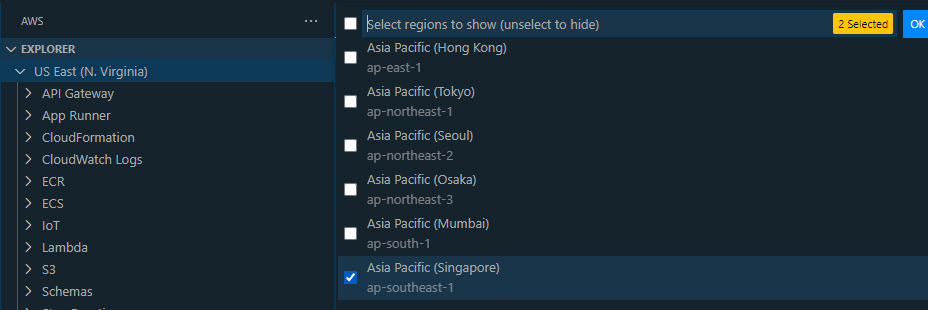 AWS
EXPLORER
US East (N. Virginia)
API Gateway
App Runner
CloudFormation
CloudWatch Logs
ECR
ECS
IoT
Lambda
S3
Schemas
Select regions to show (unselect to hide)
2 Selected
OK
Asia Pacific (Hong Kong)
ap-east-1
Asia Pacific (Tokyo)
ap-northeast-1
Asia Pacific (Seoul)
ap-northeast-2
Asia Pacific (Osaka)
ap-northeast-3
Asia Pacific (Mumbai)
ap-south-1
Asia Pacific (Singapore)
ap-southeast-1